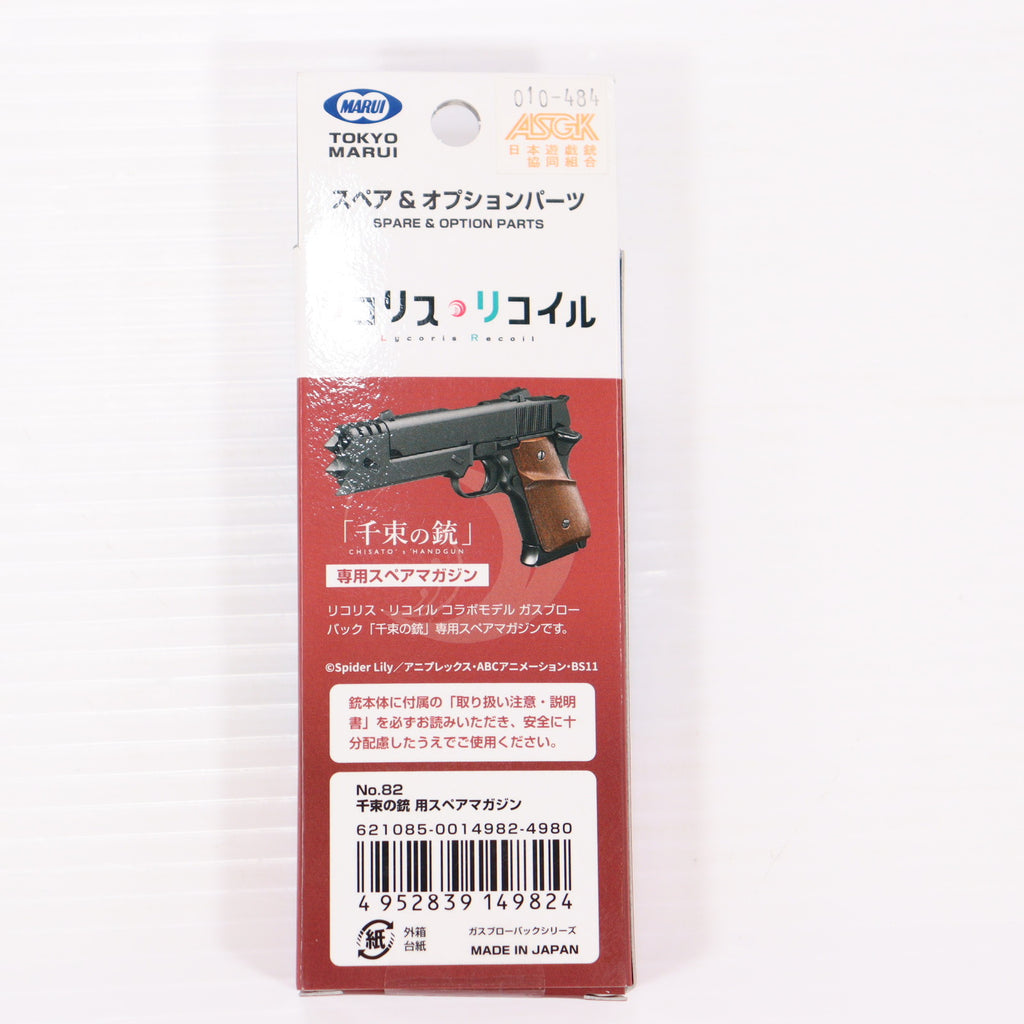 MARUI
TOKYO
MARUI
010-484
ASGK
日本遊戯銃
協同組合
スペア & オプションパーツ
SPARE & OPTION PARTS
リコリス・リコイル
Lycoris Recoil
「千束の銃」
CHISATO's HANDGUN
専用スペアマガジン
リコリス・リコイル コラボモデル ガスブロー
バック「千束の銃」専用スペアマガジンです。
©Spider Lily／アニプレックス・ABCアニメーション・BS11
銃本体に付属の「取り扱い注意・説明
書」を必ずお読みいただき、安全に十
分配慮したうえでご使用ください。
No.82
千束の銃 用スペアマガジン
621085-0014982-4980
4 952839 149824
紙
外箱
台紙
ガスブローバックシリーズ
MADE IN JAPAN